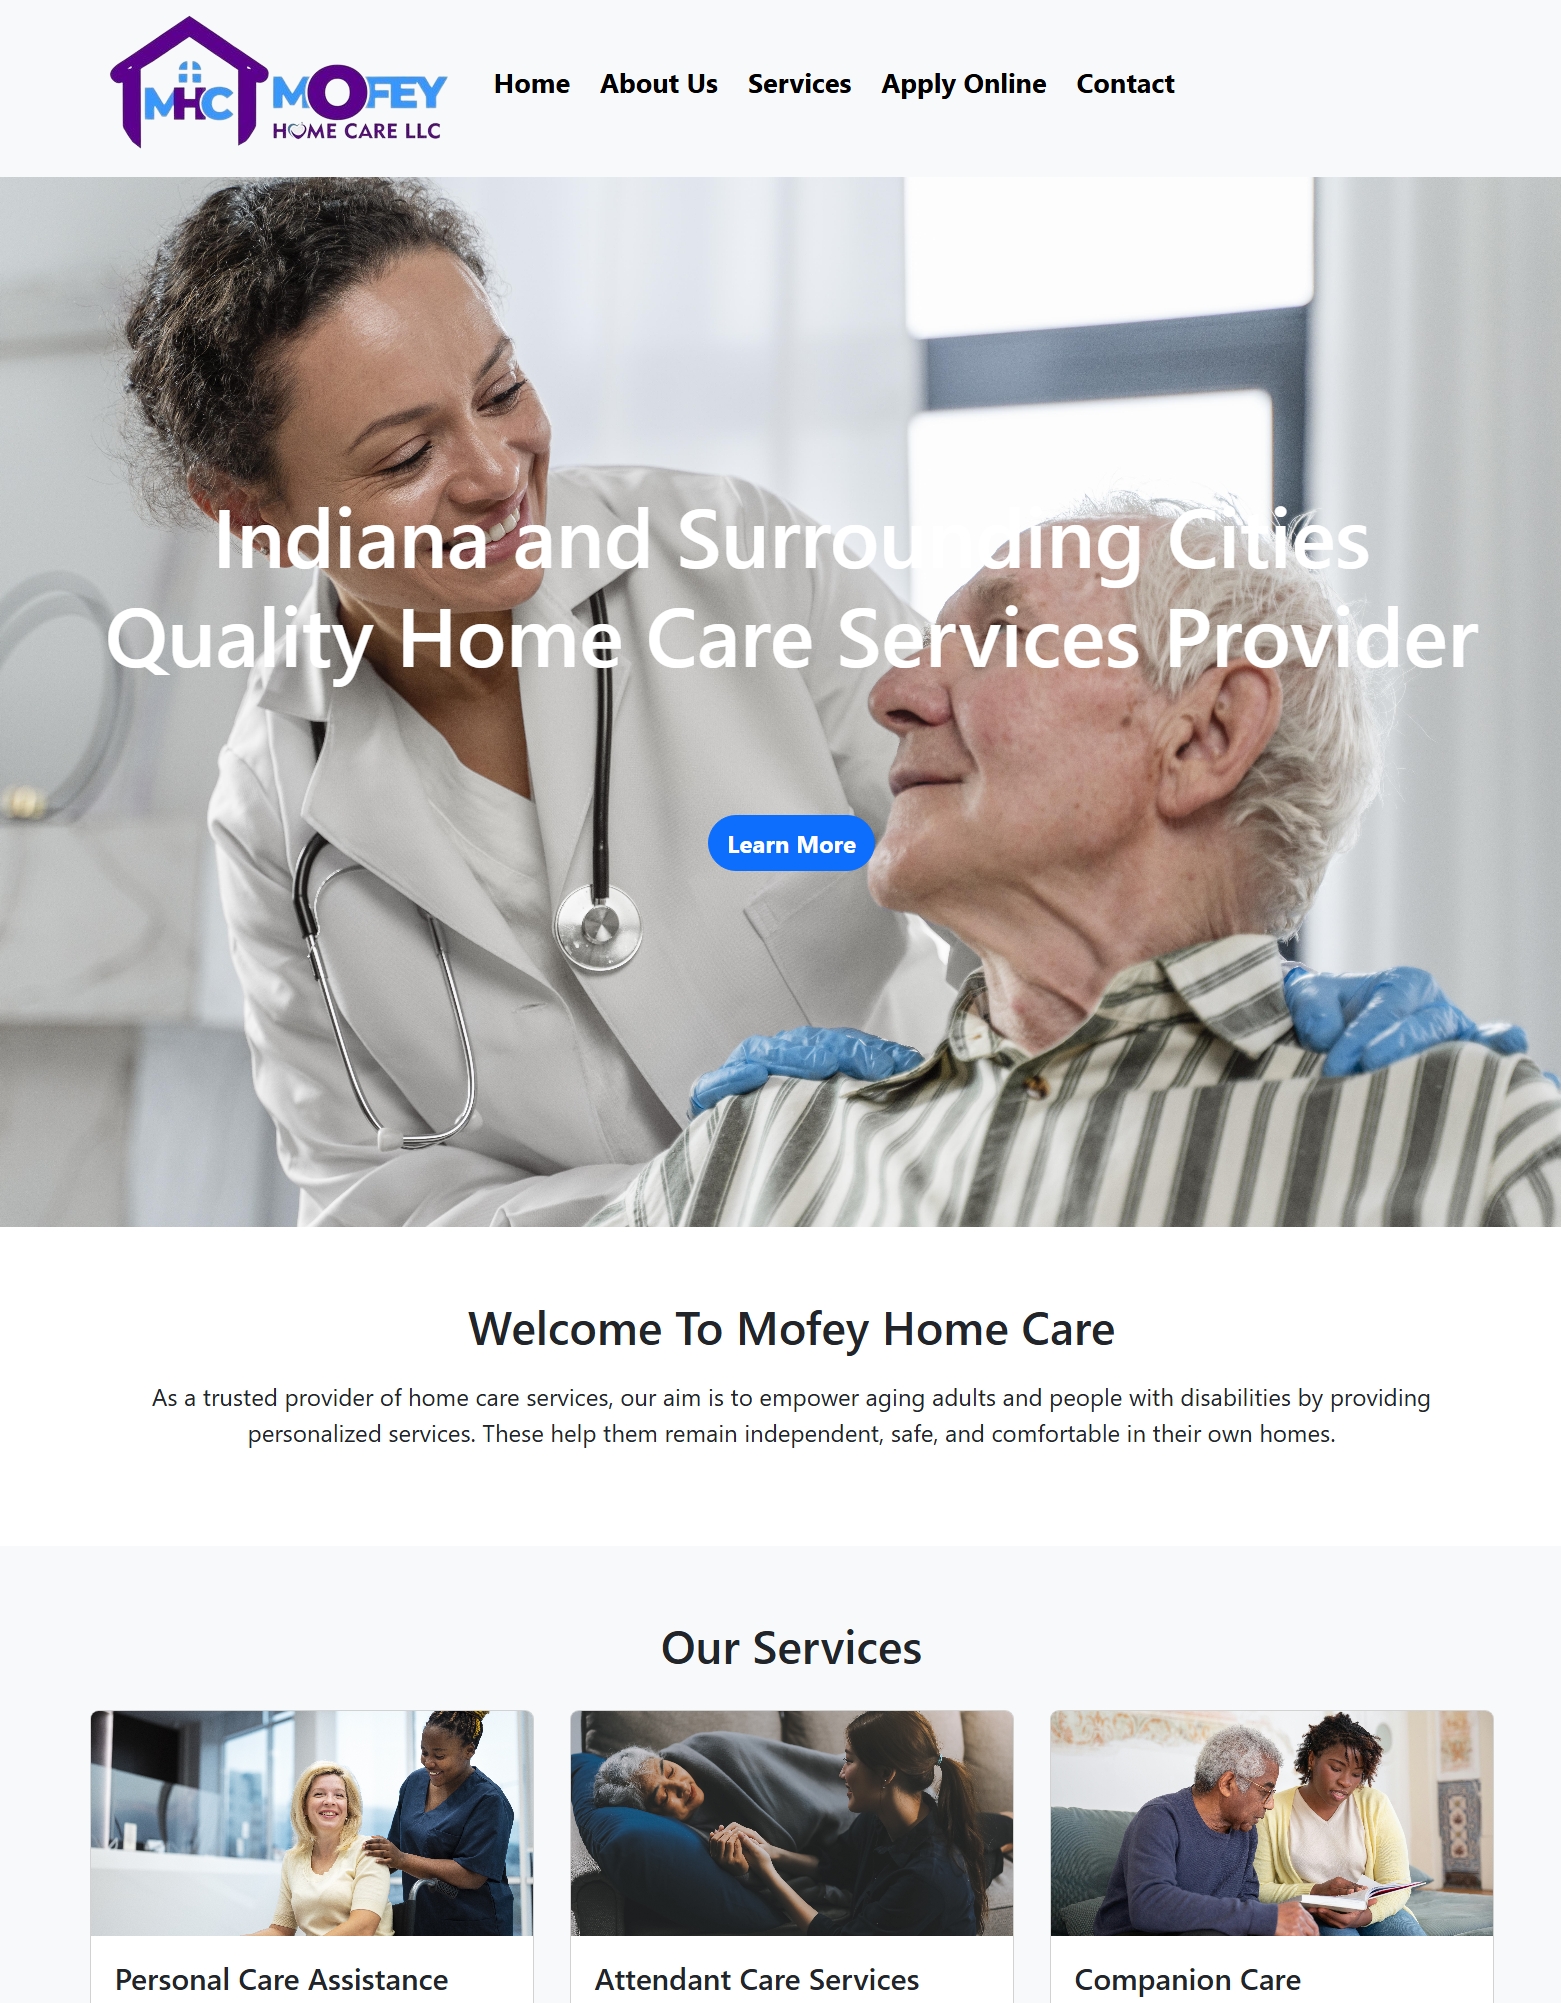 MHC MOFEY
HOME CARE LLC
Home About Us Services Apply Online Contact
Indiana and Surrounding Cities
Quality Home Care Services Provider
Learn More
Welcome To Mofey Home Care
As a trusted provider of home care services, our aim is to empower aging adults and people with disabilities by providing
personalized services. These help them remain independent, safe, and comfortable in their own homes.
Our Services
Personal Care Assistance
Attendant Care Services
Companion Care